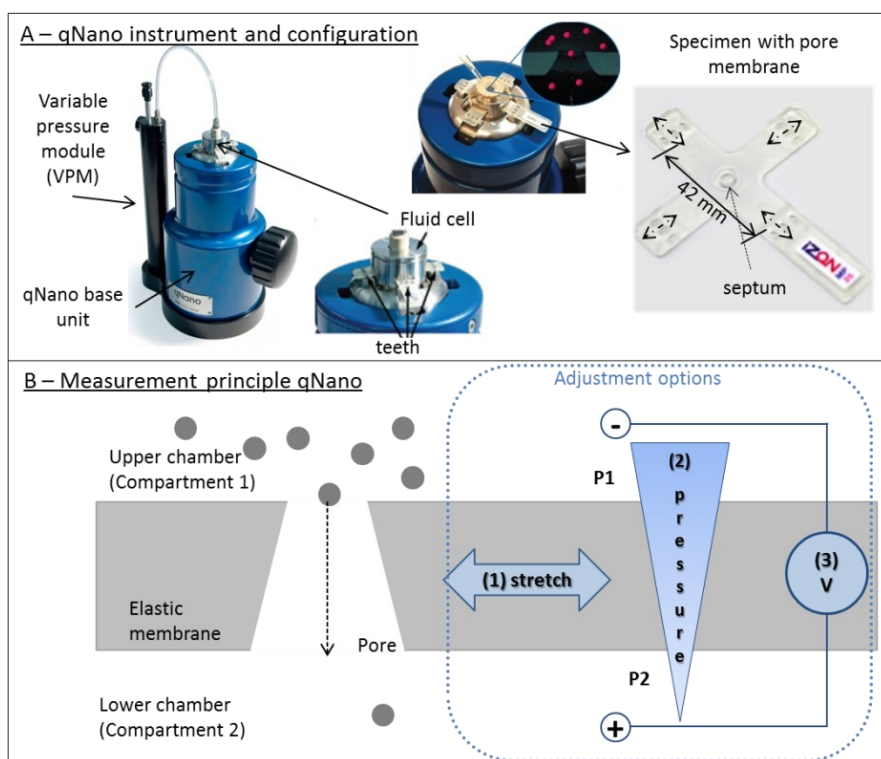 A – qNano instrument and configuration
Variable
pressure
module
(VPM)
qNano base
unit
qNano
Fluid cell
teeth
Specimen with pore
membrane
42 mm
septum
iZON
B – Measurement principle qNano
Adjustment options
Upper chamber
(Compartment 1)
Elastic
membrane
Pore
Lower chamber
(Compartment 2)
(1) stretch
-
P1
(2)
pressure
P2
+
(3)
V